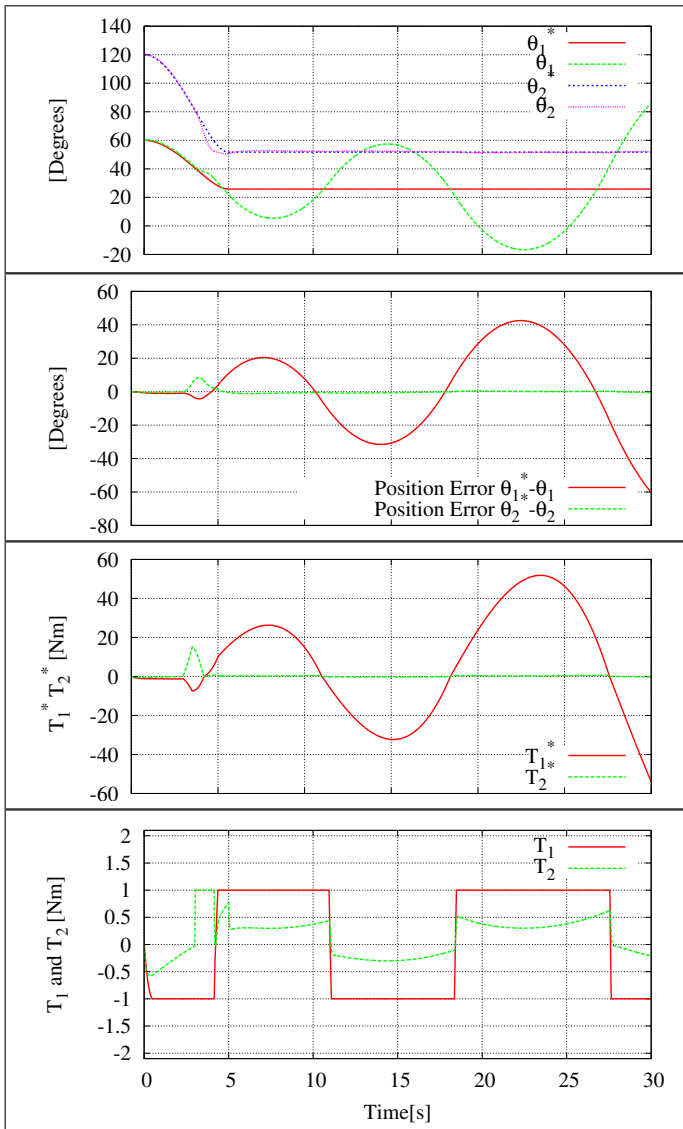 140
120
100
80
60
40
20
0
-20
[Degrees]
θ1*
θ1
θ2*
θ2
60
40
20
0
-20
-40
-60
-80
[Degrees]
Position Error θ1*-θ1
Position Error θ2*-θ2
60
40
20
0
-20
-40
-60
T1* T2* [Nm]
T1*
T2*
2
1.5
1
0.5
0
-0.5
-1
-1.5
-2
T1 and T2 [Nm]
T1
T2
0 5 10 15 20 25 30
Time[s]